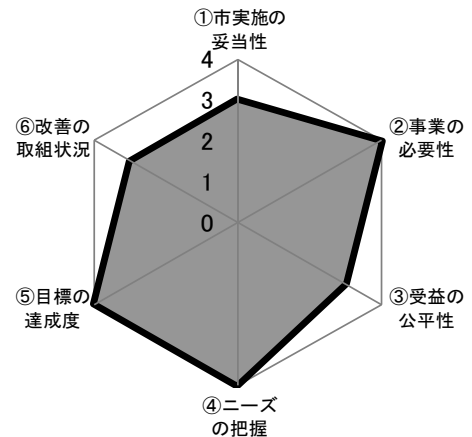 ①市実施の
妥当性
4
3
2
1
0
②事業の
必要性
③受益の
公平性
④ニーズ
の把握
⑤目標の
達成度
⑥改善の
取組状況